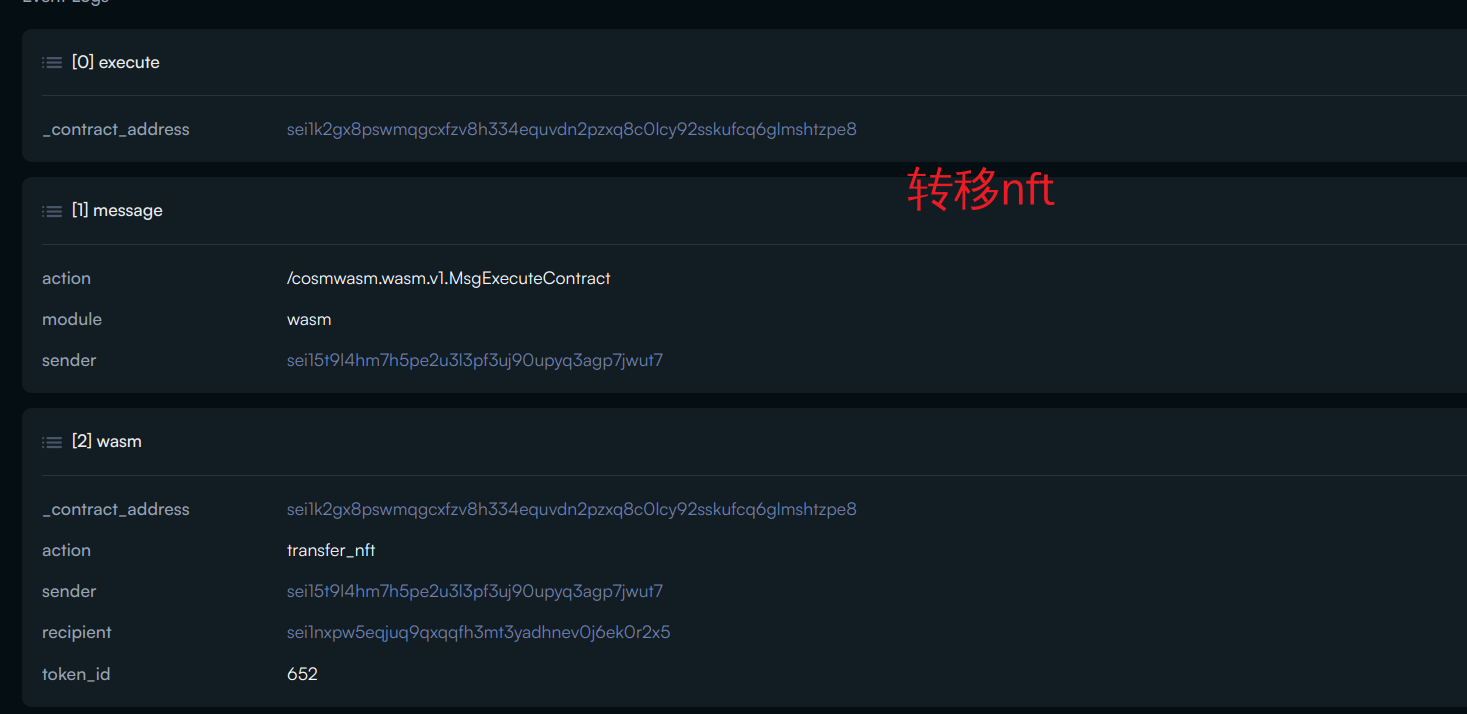 Event Logs
[0] execute
_contract_address sei1k2gx8pswmqgcxfzv8h334equvdn2pzxq8c0lcy92sskufcq6glmshtzpe8
转移nft
[1] message
action /cosmwasm.wasm.v1.MsgExecuteContract
module wasm
sender sei15t9l4hm7h5pe2u3l3pf3uj90upyq3agp7jwut7
[2] wasm
_contract_address sei1k2gx8pswmqgcxfzv8h334equvdn2pzxq8c0lcy92sskufcq6glmshtzpe8
action transfer_nft
sender sei15t9l4hm7h5pe2u3l3pf3uj90upyq3agp7jwut7
recipient sei1nxpw5eqjuq9qxqqfh3mt3yadhnev0j6ek0r2x5
token_id 652